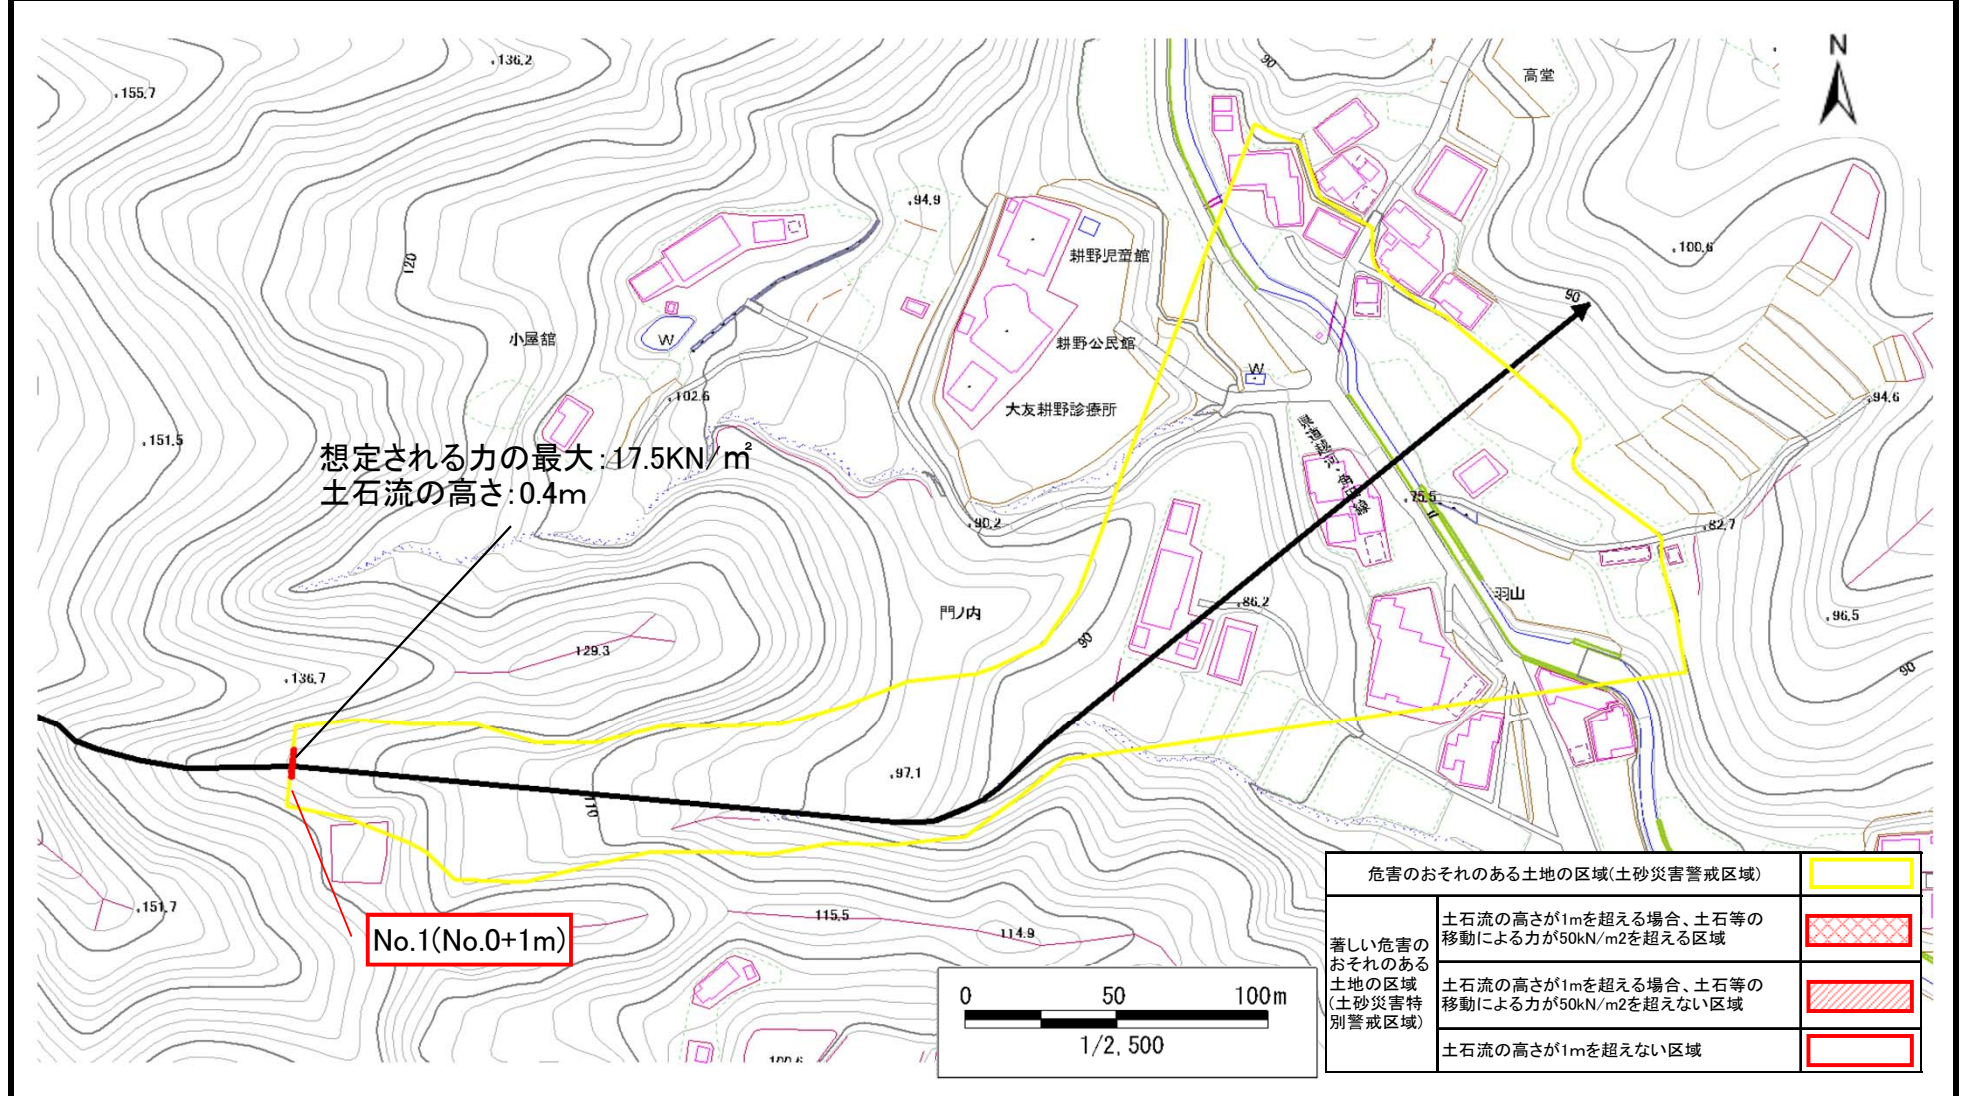 N
136.2
155.7
90
高堂
94.9
120
耕野児童館
100.6
90
小屋舘
W
耕野公民館
W
102.6
大友耕野診療所
94.6
151.5
想定される力の最大:17.5KN/㎡
土石流の高さ:0.4m
75.5
90.2
82.7
羽山
86.2
門ノ内
96.5
90
129.3
136.7
90
97.1
110
151.7
115.5
114.9
No.1(No.0+1m)
100.6
0 50 100m
1/2,500
危害のおそれのある土地の区域(土砂災害警戒区域)
著しい危害の
おそれのある
土地の区域
(土砂災害特
別警戒区域)
土石流の高さが1mを超える場合、土石等の
移動による力が50kN/m2を超える区域
土石流の高さが1mを超える場合、土石等の
移動による力が50kN/m2を超えない区域
土石流の高さが1mを超えない区域